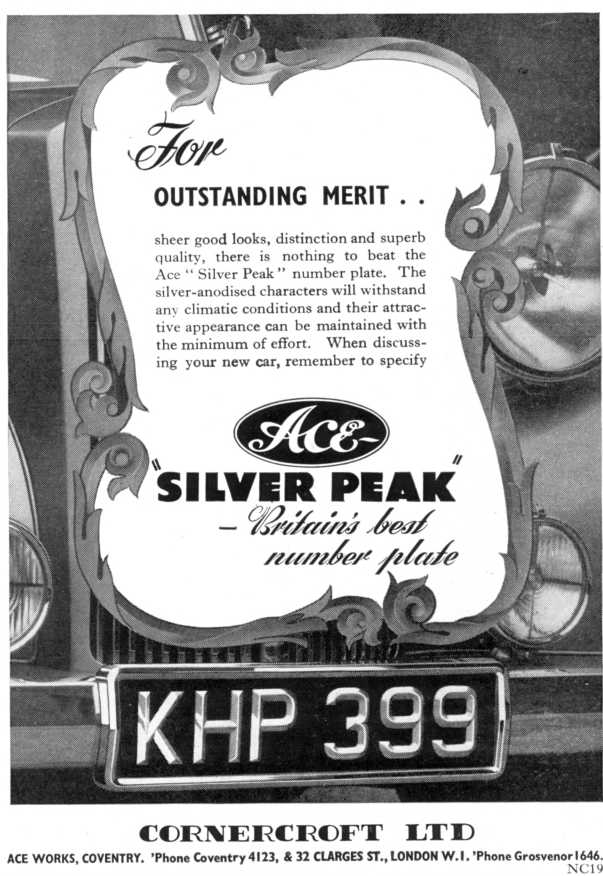 For
OUTSTANDING MERIT . .
sheer good looks, distinction and superb
quality, there is nothing to beat the
Ace “ Silver Peak” number plate. The
silver-anodised characters will withstand
any climatic conditions and their attrac-
tive appearance can be maintained with
the minimum of effort. When discuss-
ing your new car, remember to specify
ACE
"SILVER PEAK"
– Britain's best
number plate
KHP 399
CORNERCROFT LTD
ACE WORKS, COVENTRY. 'Phone Coventry 4123, & 32 CLARGES ST., LONDON W.1. 'Phone Grosvenor 1646.
NC19